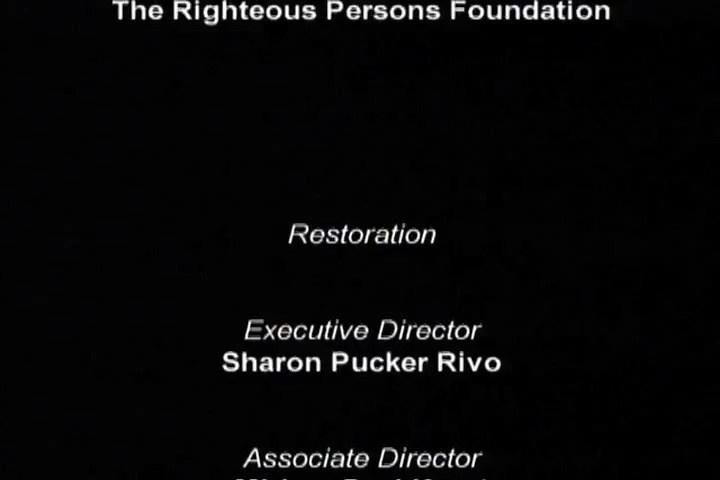 The Righteous Persons Foundation
Restoration
Executive Director
Sharon Pucker Rivo
Associate Director